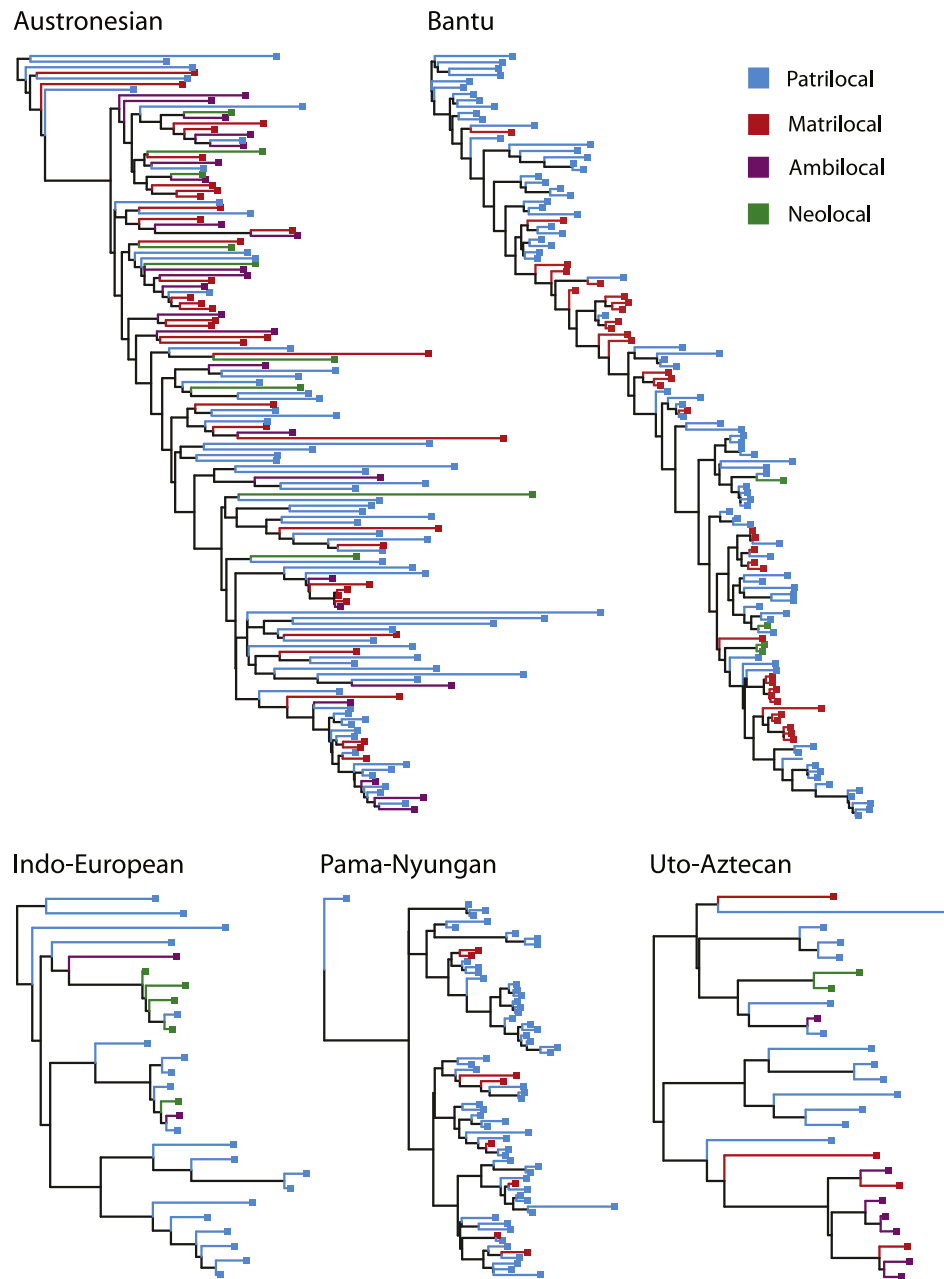 Austronesian
Bantu
Patrilocal
Matrilocal
Ambilocal
Neolocal
Indo-European
Pama-Nyungan
Uto-Aztecan